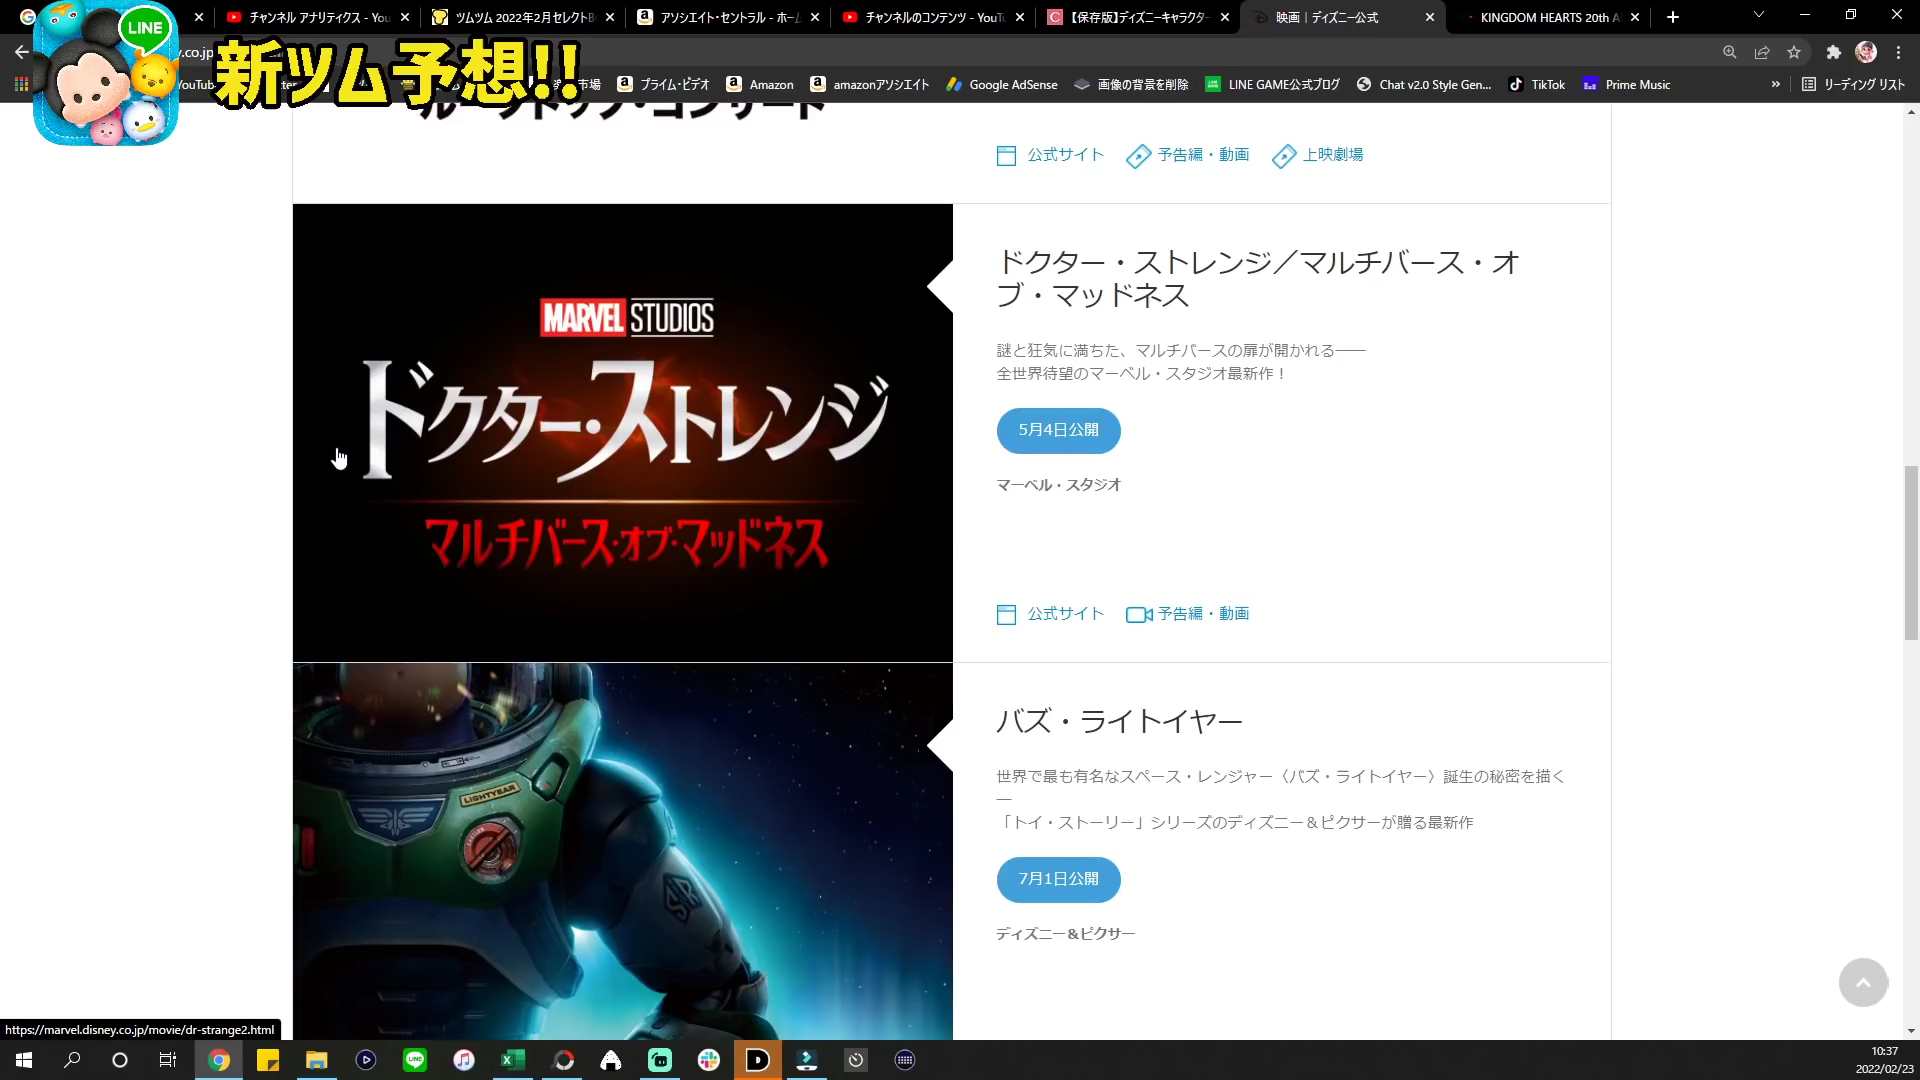 チャンネル アナリティクス - You
ツムツム 2022年2月セレクトB
アソシエイト・セントラル - ホーム
チャンネルのコンテンツ - YouTu
【保存版】ディズニーキャラクター
映画｜ディズニー公式
KINGDOM HEARTS 20th A
LINE
新ツム予想!!
.co.jp
YouTub
市場
プライム・ビデオ
Amazon
amazonアソシエイト
Google AdSense
画像の背景を削除
LINE GAME公式ブログ
Chat v2.0 Style Gen...
TikTok
Prime Music
»
リーディング リスト
ルーフトップ・コンサート
公式サイト
予告編・動画
上映劇場
MARVEL STUDIOS
ドクター・ストレンジ
マルチバース・オブ・マッドネス
ドクター・ストレンジ／マルチバース・オ
ブ・マッドネス
謎と狂気に満ちた、マルチバースの扉が開かれる――
全世界待望のマーベル・スタジオ最新作！
5月4日公開
マーベル・スタジオ
公式サイト
予告編・動画
LIGHTYEAR
バズ・ライトイヤー
世界で最も有名なスペース・レンジャー〈バズ・ライトイヤー〉誕生の秘密を描く
―
「トイ・ストーリー」シリーズのディズニー＆ピクサーが贈る最新作
7月1日公開
ディズニー＆ピクサー
https://marvel.disney.co.jp/movie/dr-strange2.html
10:37
2022/02/23